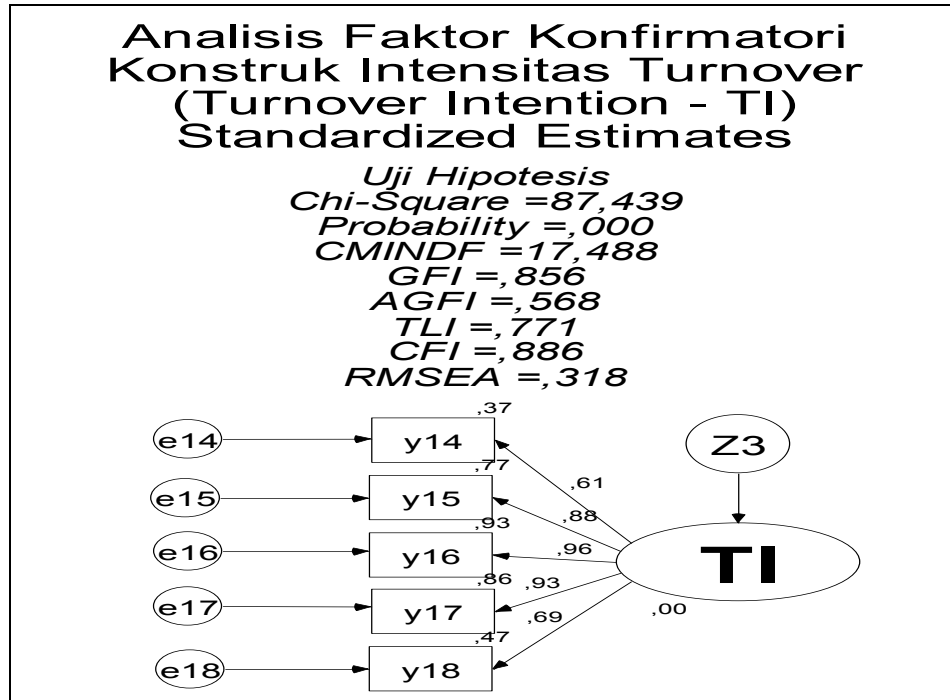 Analisis Faktor Konfirmatori
Konstruk Intensitas Turnover
(Turnover Intention - TI)
Standardized Estimates
Uji Hipotesis
Chi-Square =87,439
Probability =,000
CMINDF =17,488
GFI =,856
AGFI =,568
TLI =,771
CFI =,886
RMSEA =,318
,37
e14
y14
Z3
,77
,61
e15
y15
,88
,93
e16
y16
,96
TI
,86
,93
e17
y17
,69
,00
,47
e18
y18